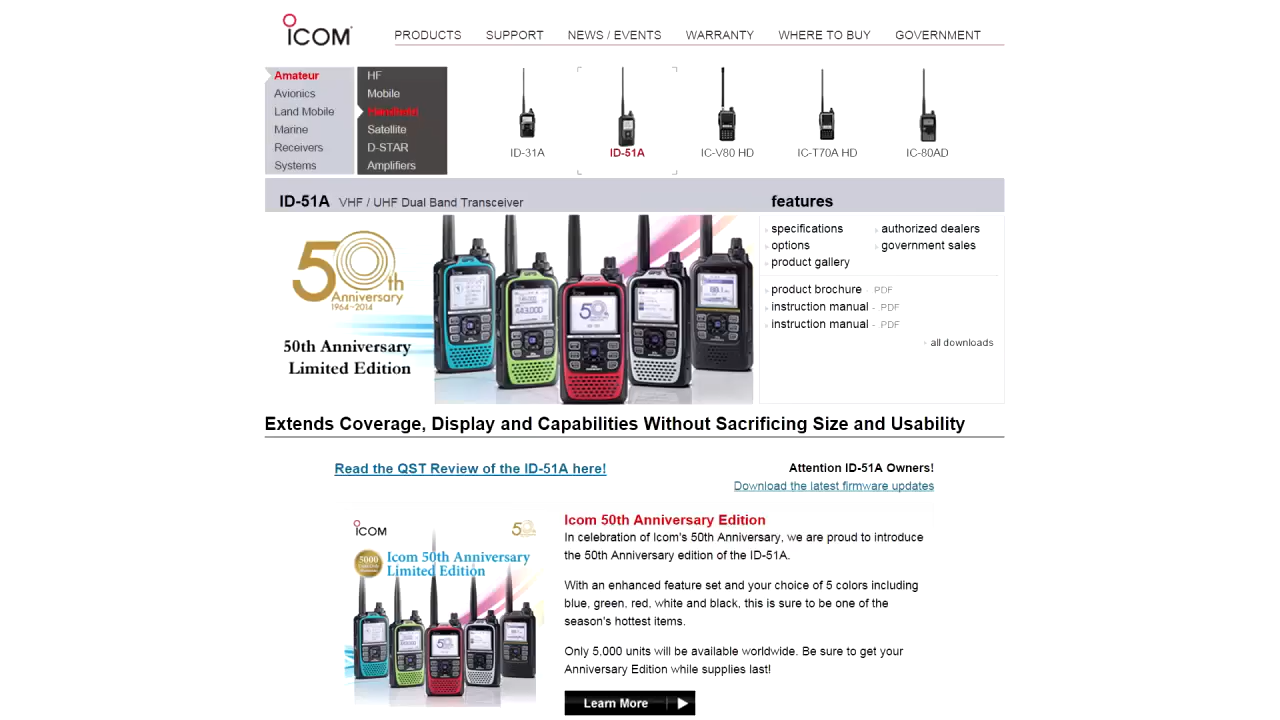 ICOM
PRODUCTS SUPPORT NEWS / EVENTS WARRANTY WHERE TO BUY GOVERNMENT
Amateur
Avionics
Land Mobile
Marine
Receivers
Systems
HF
Mobile
Handheld
Satellite
D-STAR
Amplifiers
ID-31A ID-51A IC-V80 HD IC-T70A HD IC-80AD
ID-51A VHF / UHF Dual Band Transceiver
features
50th
Anniversary
1964-2014
50th Anniversary
Limited Edition
specifications
options
product gallery
authorized dealers
government sales
product brochure - .PDF
instruction manual - .PDF
instruction manual - .PDF
all downloads
Extends Coverage, Display and Capabilities Without Sacrificing Size and Usability
Read the QST Review of the ID-51A here!
Attention ID-51A Owners!
Download the latest firmware updates
ICOM
50th
5000
Icom 50th Anniversary
Limited Edition
Icom 50th Anniversary Edition
In celebration of Icom's 50th Anniversary, we are proud to introduce
the 50th Anniversary edition of the ID-51A.
With an enhanced feature set and your choice of 5 colors including
blue, green, red, white and black, this is sure to be one of the
season's hottest items.
Only 5,000 units will be available worldwide. Be sure to get your
Anniversary Edition while supplies last!
Learn More